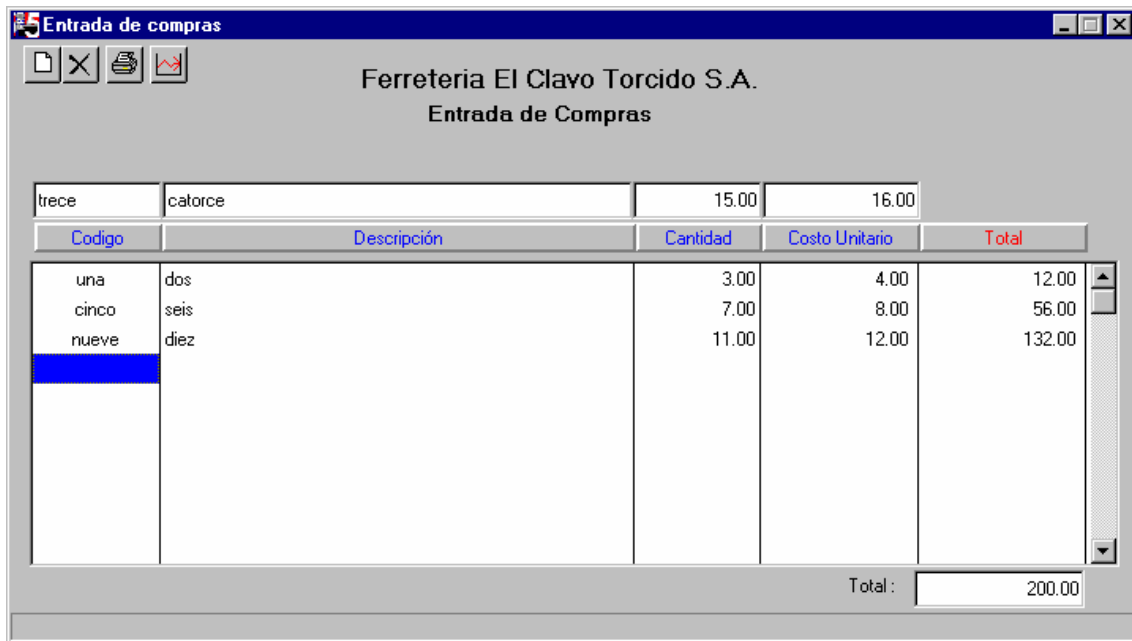 Entrada de compras
Ferreteria El Clavo Torcido S.A.
Entrada de Compras
trece catorce 15.00 16.00
Codigo Descripción Cantidad Costo Unitario Total
una dos 3.00 4.00 12.00
cinco seis 7.00 8.00 56.00
nueve diez 11.00 12.00 132.00
Total : 200.00